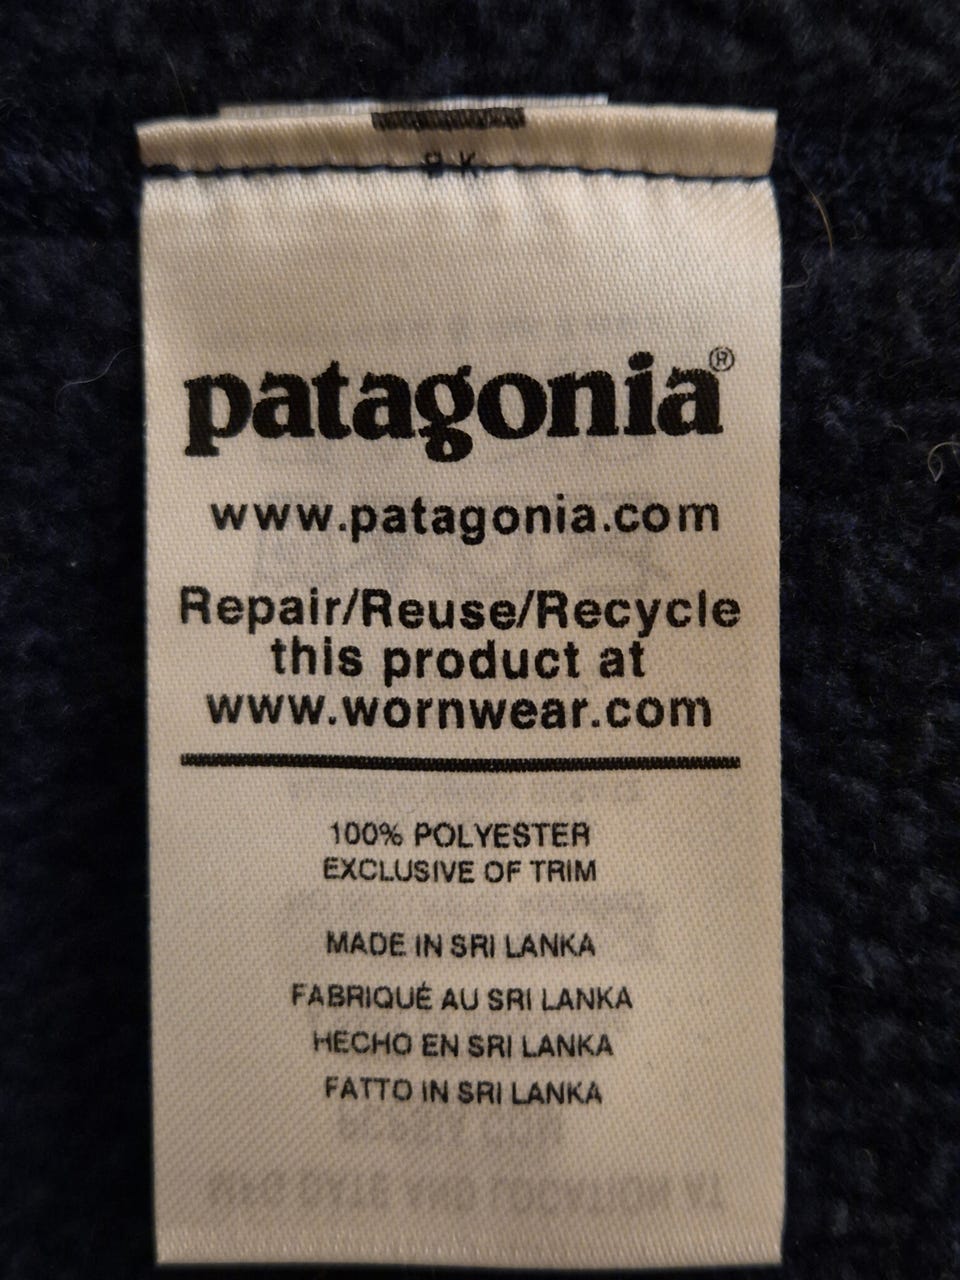 patagonia®
www.patagonia.com
Repair/Reuse/Recycle
this product at
www.wornwear.com
100% POLYESTER
EXCLUSIVE OF TRIM
MADE IN SRI LANKA
FABRIQUÉ AU SRI LANKA
HECHO EN SRI LANKA
FATTO IN SRI LANKA